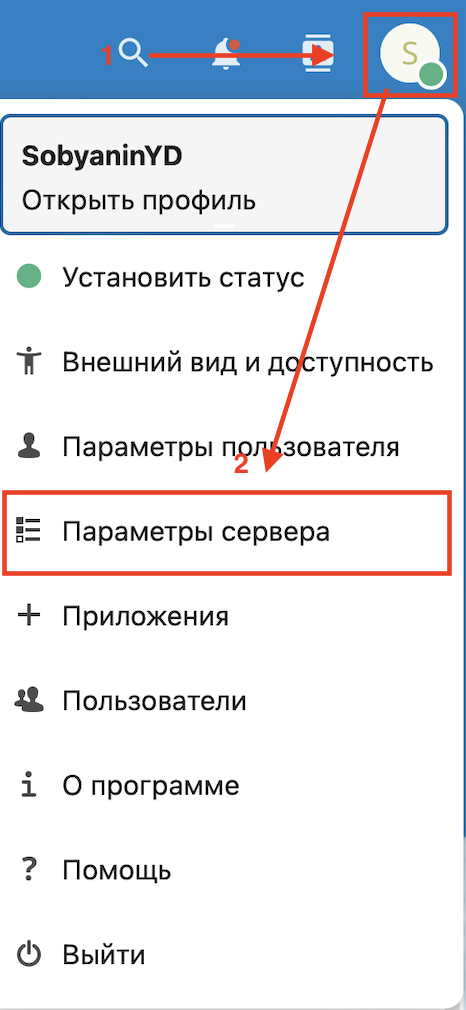 1
S
SobyaninYD
Открыть профиль
Установить статус
Внешний вид и доступность
Параметры пользователя
2
Параметры сервера
Приложения
Пользователи
О программе
Помощь
Выйти